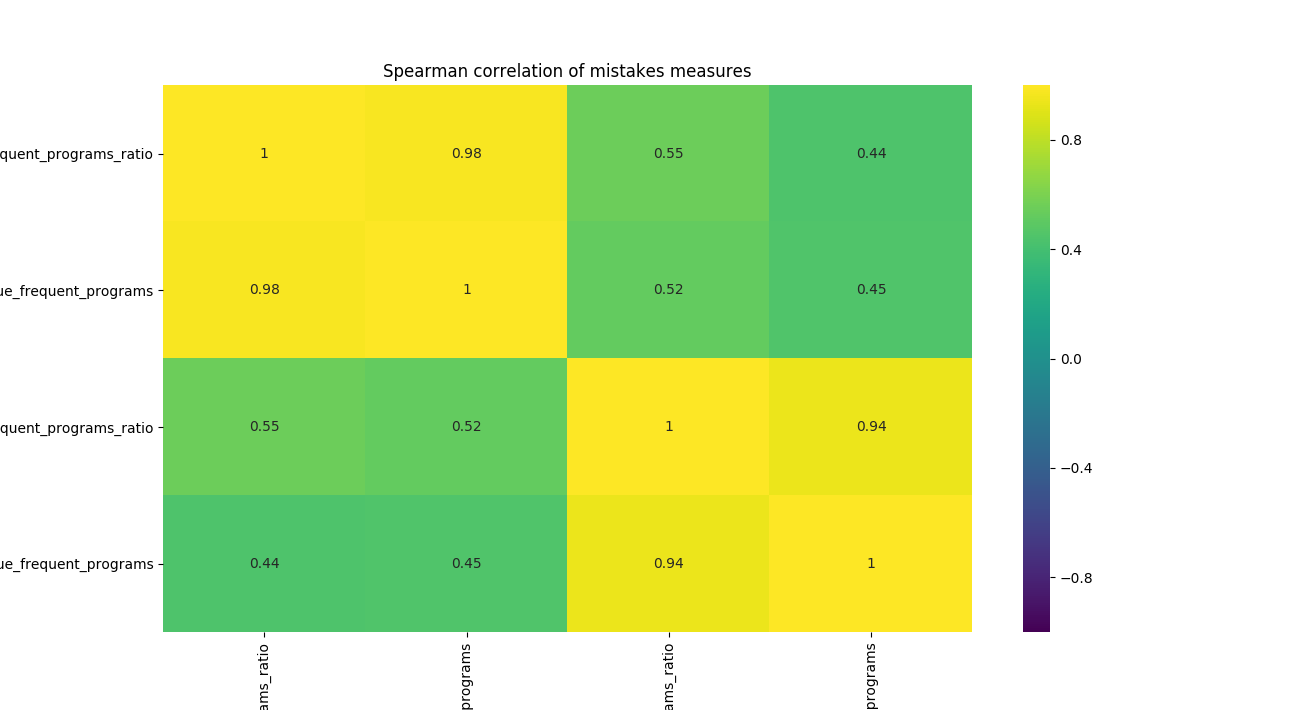 Spearman correlation of mistakes measures
quent_programs_ratio 1 0.98 0.55 0.44
ue_frequent_programs 0.98 1 0.52 0.45
quent_programs_ratio 0.55 0.52 1 0.94
ue_frequent_programs 0.44 0.45 0.94 1
ams_ratio programs ams_ratio programs
0.8
0.4
0.0
−0.4
−0.8